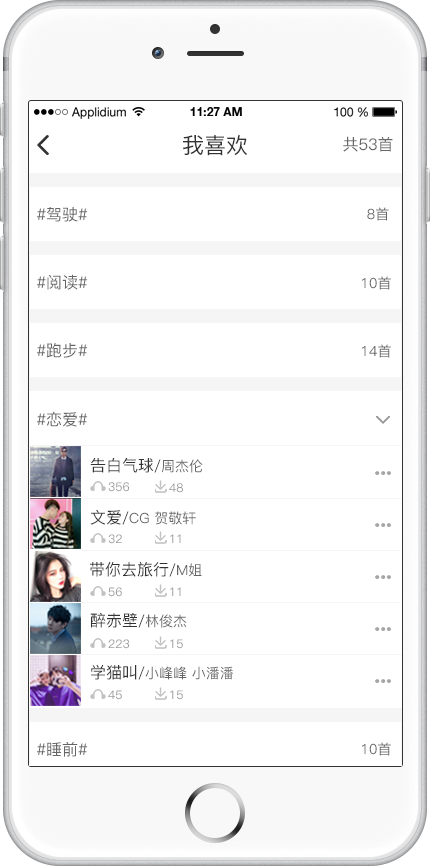 Applidium 11:27 AM 100 %
我喜欢 共53首
#驾驶# 8首
#阅读# 10首
#跑步# 14首
#恋爱#
告白气球/周杰伦
356 48
文爱/CG 贺敬轩
32 11
带你去旅行/M姐
56 11
醉赤壁/林俊杰
223 15
学猫叫/小峰峰 小潘潘
45 15
#睡前# 10首